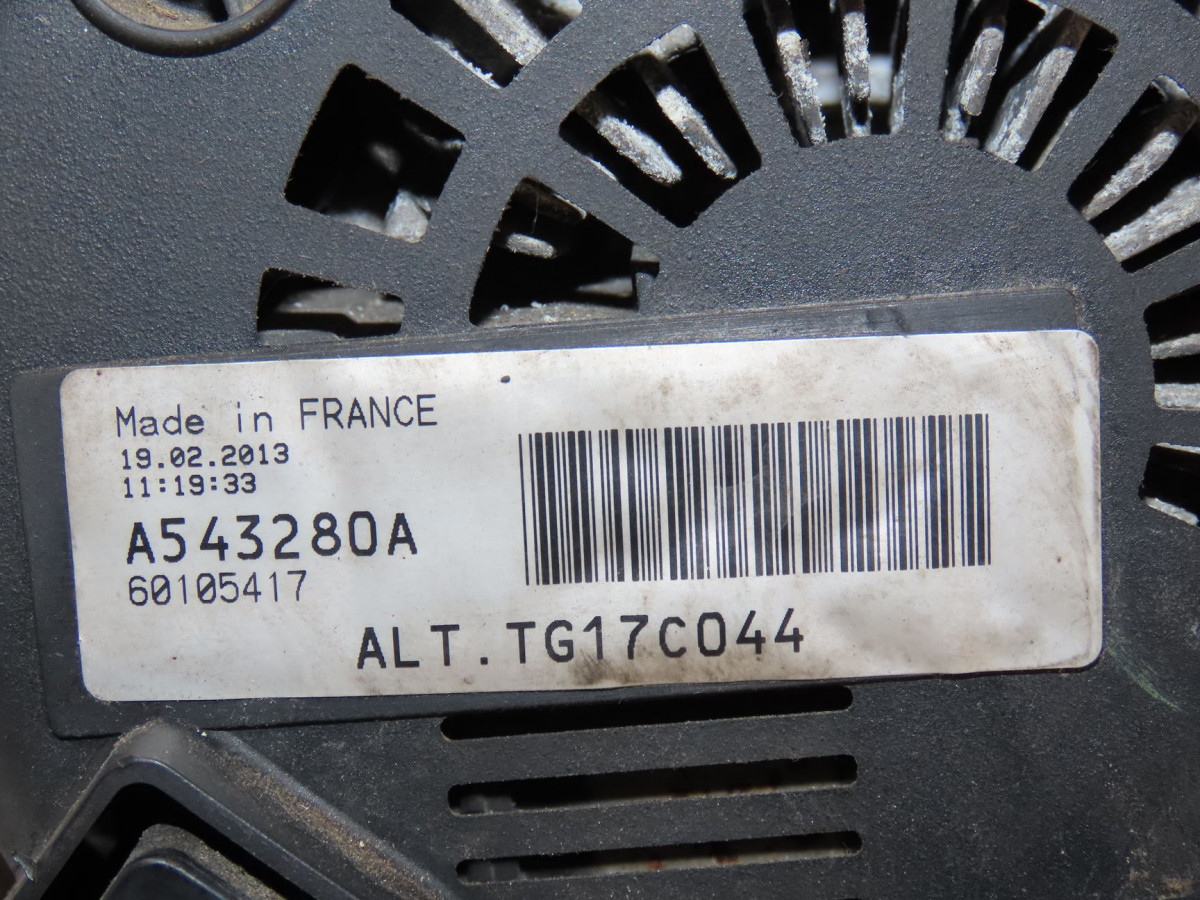 Made in FRANCE
19.02.2013
11:19:33
A543280A
60105417
ALT.TG17C044